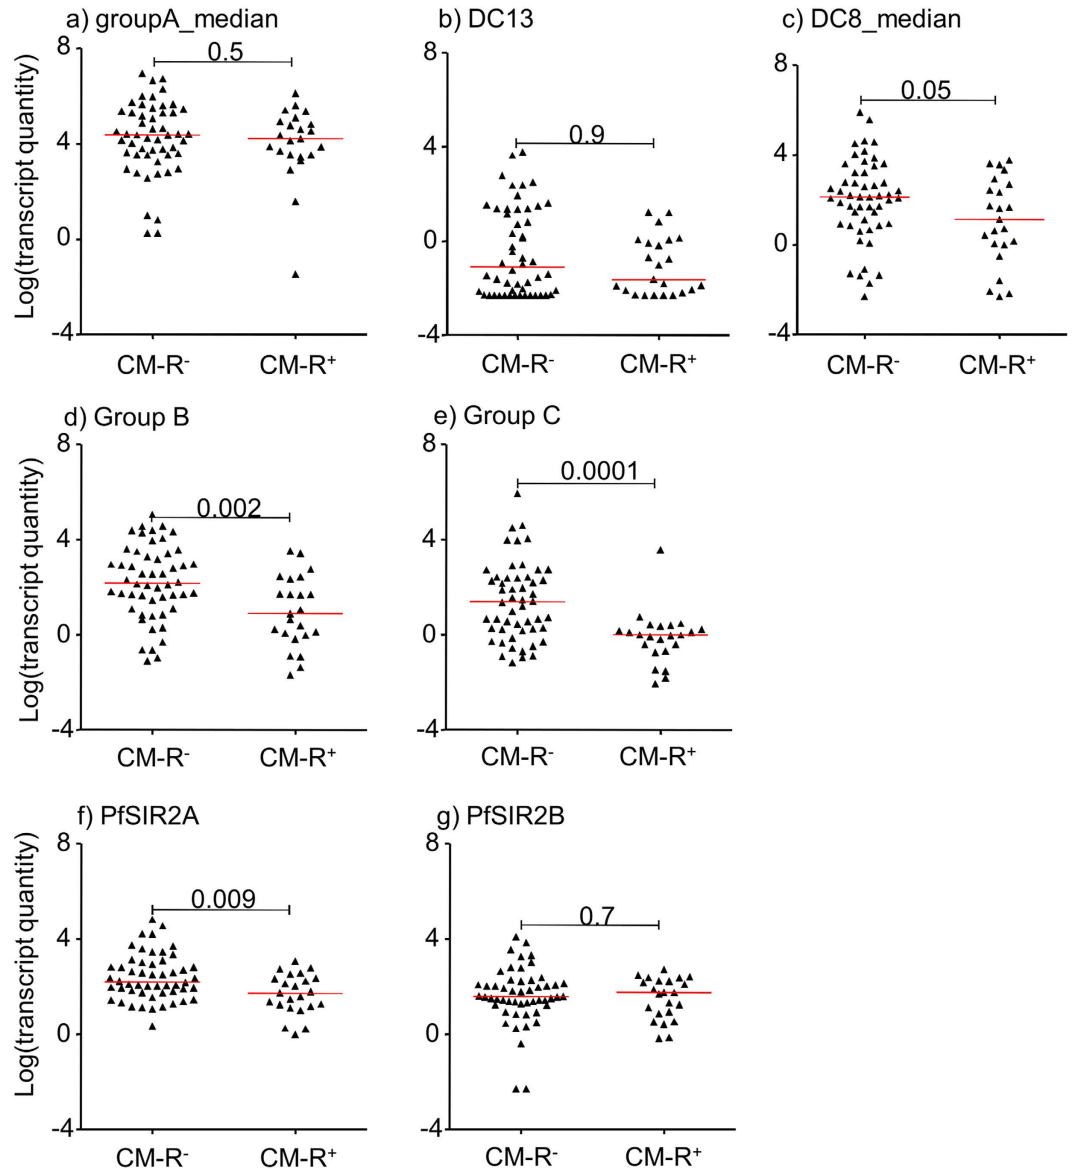 a) groupA_median
b) DC13
c) DC8_median
Log(transcript quantity)
8
4
0
-4
0.5
CM-R⁻
CM-R⁺
8
4
0
-4
0.9
CM-R⁻
CM-R⁺
8
4
0
-4
0.05
CM-R⁻
CM-R⁺
d) Group B
e) Group C
Log(transcript quantity)
8
4
0
-4
0.002
CM-R⁻
CM-R⁺
8
4
0
-4
0.0001
CM-R⁻
CM-R⁺
f) PfSIR2A
g) PfSIR2B
Log(transcript quantity)
8
4
0
-4
0.009
CM-R⁻
CM-R⁺
8
4
0
-4
0.7
CM-R⁻
CM-R⁺